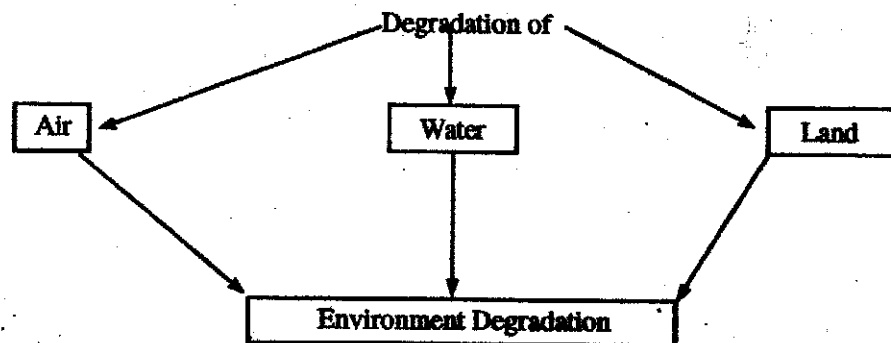 Degradation of
Air
Water
Land
Environment Degradation